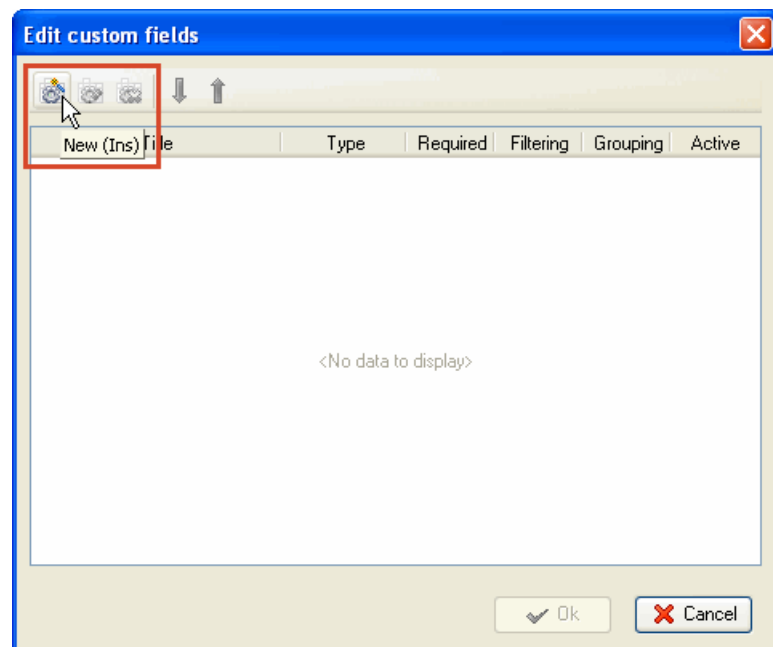 Edit custom fields
New (Ins)
Title Type Required Filtering Grouping Active
<No data to display>
Ok Cancel